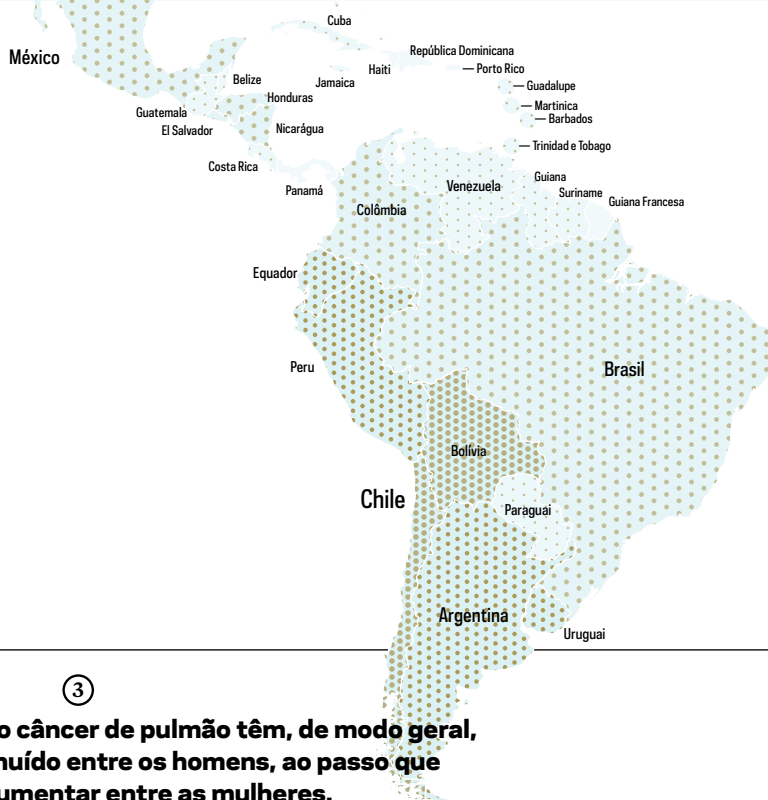 Cuba
México
República Dominicana
Haiti
Porto Rico
Belize
Jamaica
Guadalupe
Honduras
Martinica
Guatemala
Barbados
El Salvador
Nicarágua
Trinidad e Tobago
Costa Rica
Panamá
Venezuela
Guiana
Suriname
Guiana Francesa
Colômbia
Equador
Peru
Brasil
Bolívia
Chile
Paraguai
Argentina
Uruguai
3
o câncer de pulmão têm, de modo geral,
nuído entre os homens, ao passo que
umentar entre as mulheres.